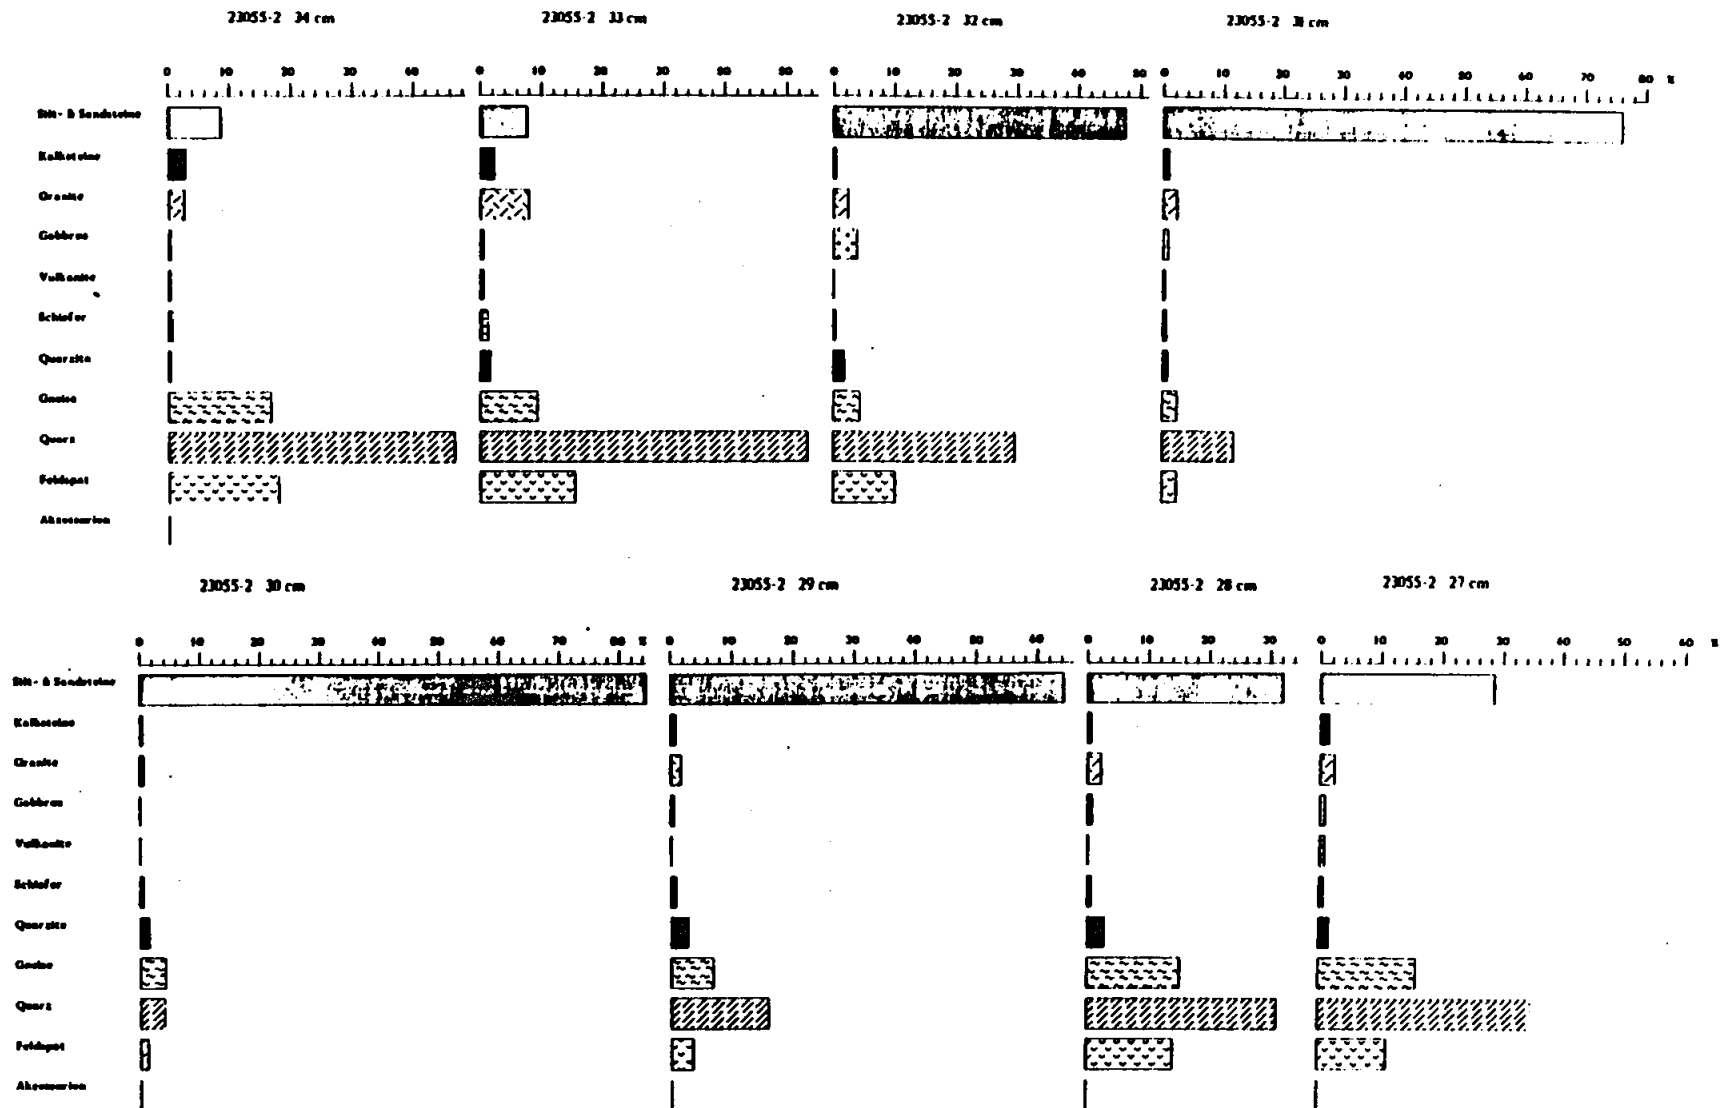 23055-2 34 cm 23055-2 33 cm 23055-2 32 cm 23055-2 31 cm
0 10 20 30 40 0 10 20 30 40 50 0 10 20 30 40 50 0 10 20 30 40 50 60 70 80 %
Silt- & Sandsteine
Kalksteine
Granite
Gabbros
Vulkanite
Schiefer
Quarzite
Gneise
Quarz
Feldspat
Akzessorien
23055-2 30 cm 23055-2 29 cm 23055-2 28 cm 23055-2 27 cm
0 10 20 30 40 50 60 70 80 % 0 10 20 30 40 50 60 0 10 20 30 0 10 20 30 40 50 60 %
Silt- & Sandsteine
Kalksteine
Granite
Gabbros
Vulkanite
Schiefer
Quarzite
Gneise
Quarz
Feldspat
Akzessorien